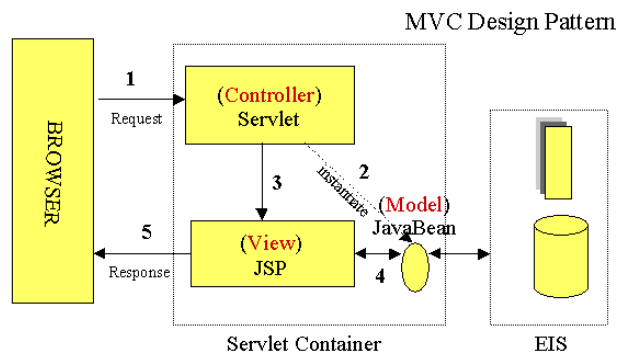 MVC Design Pattern
BROWSER
1
Request
(Controller)
Servlet
2
instantiate
3
(Model)
JavaBean
5
Response
(View)
JSP
4
Servlet Container
EIS